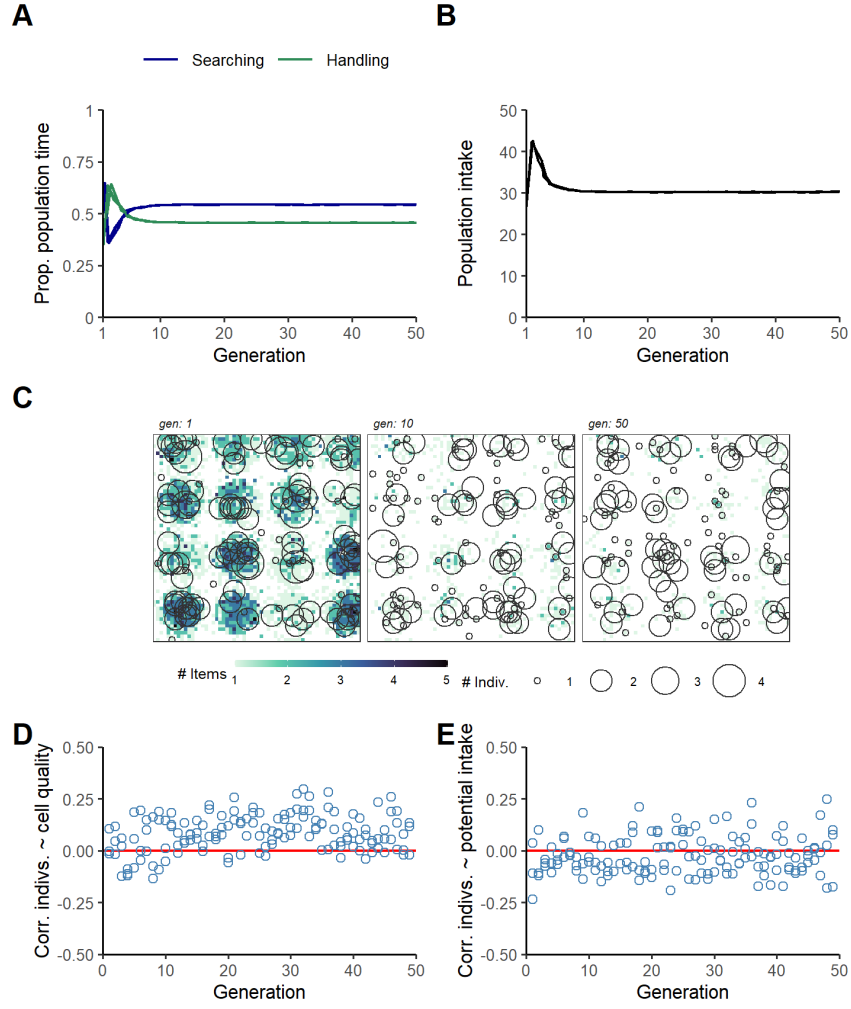 A
Searching Handling
Prop. population time
1
0.75
0.5
0.25
0
1 10 20 30 40 50
Generation
B
Population intake
50
40
30
20
10
0
1 10 20 30 40 50
Generation
C
gen: 1
gen: 10
gen: 50
# Items
1 2 3 4 5
# Indiv.
1 2 3 4
D
Corr. indivs. ~ cell quality
0.50
0.25
0.00
-0.25
-0.50
0 10 20 30 40 50
Generation
E
Corr. indivs. ~ potential intake
0.50
0.25
0.00
-0.25
-0.50
0 10 20 30 40 50
Generation